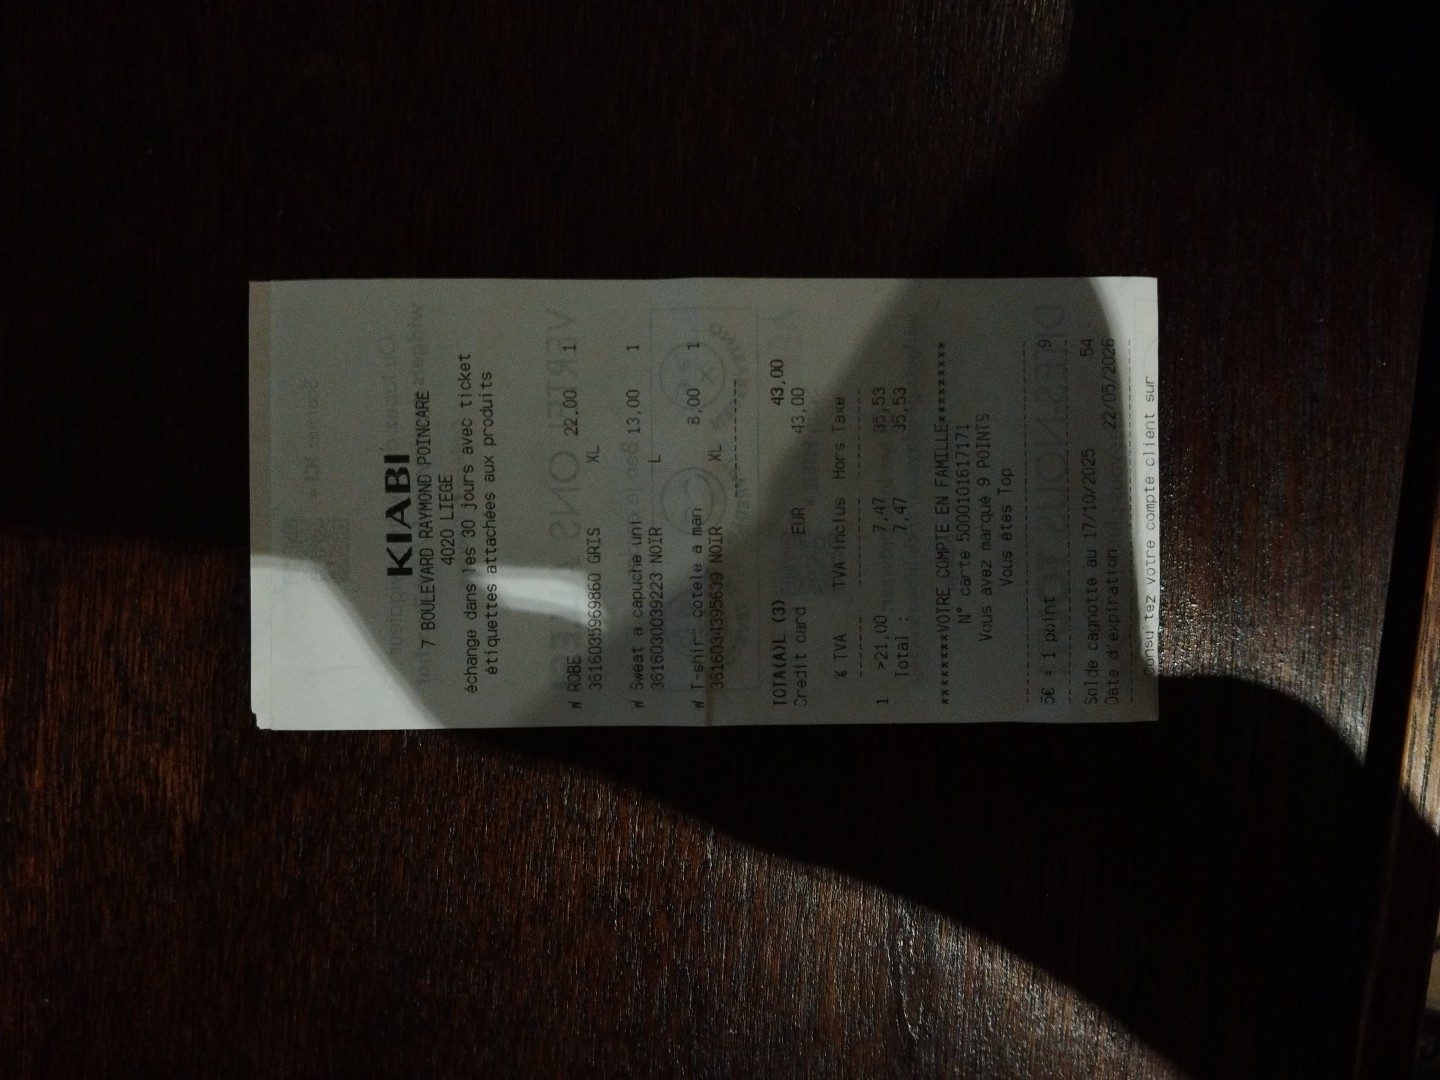 KIABI
7 BOULEVARD RAYMOND POINCARE
4020 LIEGE
échange dans les 30 jours avec ticket
étiquettes attachées aux produits
W ROBE 22,00 1
3616035969860 GRIS XL
W Sweat a capuche uni 13,00 1
3616030039223 NOIR L
W T-shirt cotele a man 8,00 1
3616034395639 NOIR XL
TOTA(A)L (3) 43,00
Credit card EUR 43,00
% TVA TVA inclus Hors Taxe
1 >21,00 7,47 35,53
Total : 7,47 35,53
********VOTRE COMPTE EN FAMILLE*********
N° carte 5000101617171
Vous avez marqué 9 POINTS
Vous êtes Top
5€ = 1 point 9
Solde cagnotte au 17/10/2025 54
Date d'expiration 22/05/2026
Consultez votre compte client sur